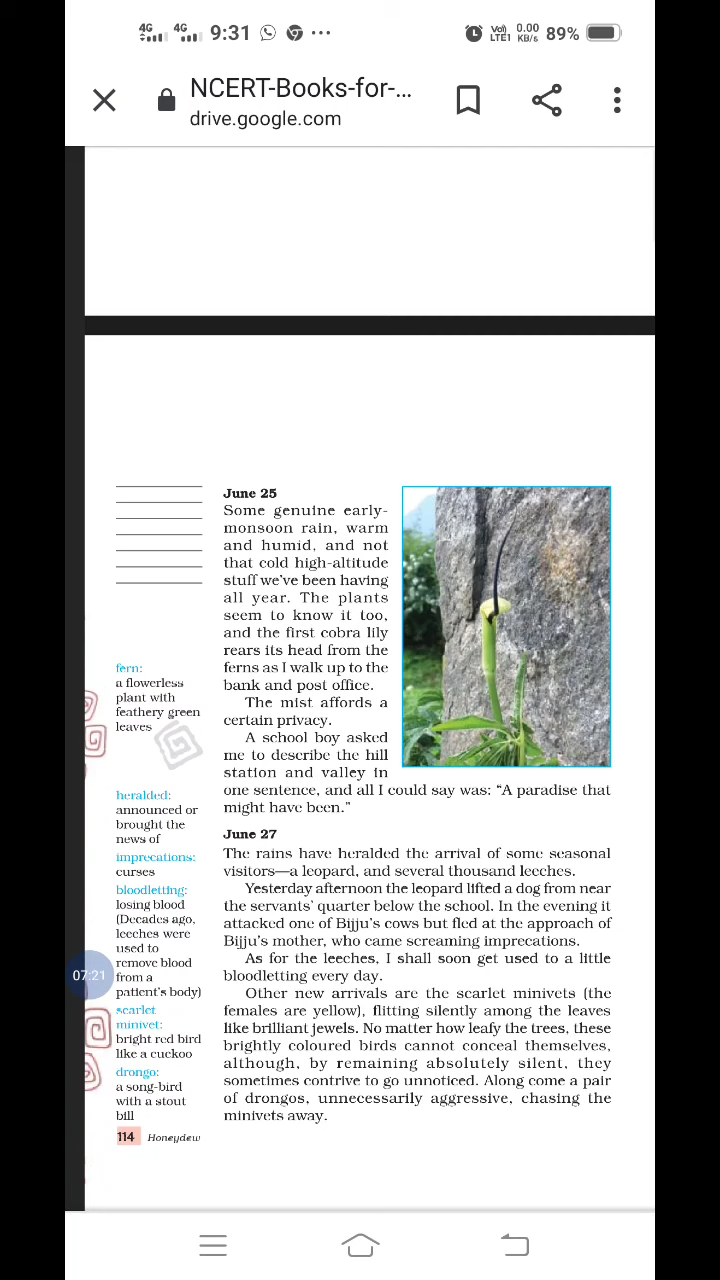 4G 4G 9:31 ... Vo) LTE1 0.00 KB/s 89%
NCERT-Books-for-...
drive.google.com
June 25
Some genuine early-
monsoon rain, warm
and humid, and not
that cold high-altitude
stuff we've been having
all year. The plants
seem to know it too,
and the first cobra lily
rears its head from the
ferns as I walk up to the
bank and post office.
The mist affords a
certain privacy.
A school boy asked
me to describe the hill
station and valley in
one sentence, and all I could say was: “A paradise that
might have been.”
June 27
The rains have heralded the arrival of some seasonal
visitors—a leopard, and several thousand leeches.
Yesterday afternoon the leopard lifted a dog from near
the servants' quarter below the school. In the evening it
attacked one of Bijju's cows but fled at the approach of
Bijju's mother, who came screaming imprecations.
As for the leeches, I shall soon get used to a little
bloodletting every day.
Other new arrivals are the scarlet minivets (the
females are yellow), flitting silently among the leaves
like brilliant jewels. No matter how leafy the trees, these
brightly coloured birds cannot conceal themselves,
although, by remaining absolutely silent, they
sometimes contrive to go unnoticed. Along come a pair
of drongos, unnecessarily aggressive, chasing the
minivets away.
fern:
a flowerless
plant with
feathery green
leaves
heralded:
announced or
brought the
news of
imprecations:
curses
bloodletting:
losing blood
(Decades ago,
leeches were
used to
remove blood
from a
patient's body)
scarlet
minivet:
bright red bird
like a cuckoo
drongo:
a song-bird
with a stout
bill
07:21
114 Honeydew